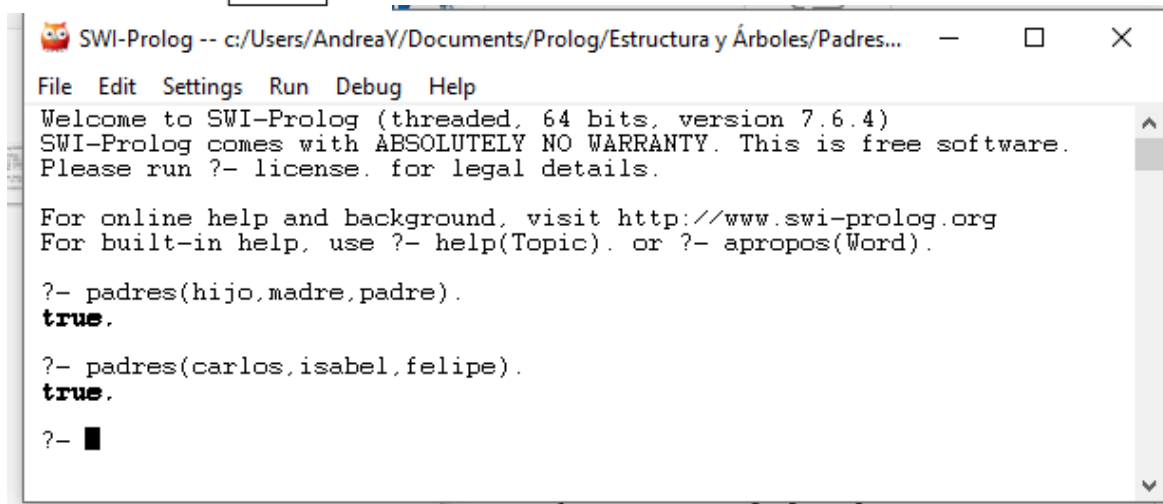 SWI-Prolog -- c:/Users/AndreaY/Documents/Prolog/Estructura y Árboles/Padres...
File Edit Settings Run Debug Help
Welcome to SWI-Prolog (threaded, 64 bits, version 7.6.4)
SWI-Prolog comes with ABSOLUTELY NO WARRANTY. This is free software.
Please run ?- license. for legal details.
For online help and background, visit http://www.swi-prolog.org
For built-in help, use ?- help(Topic). or ?- apropos(Word).
?- padres(hijo,madre,padre).
true.
?- padres(carlos,isabel,felipe).
true.
?-